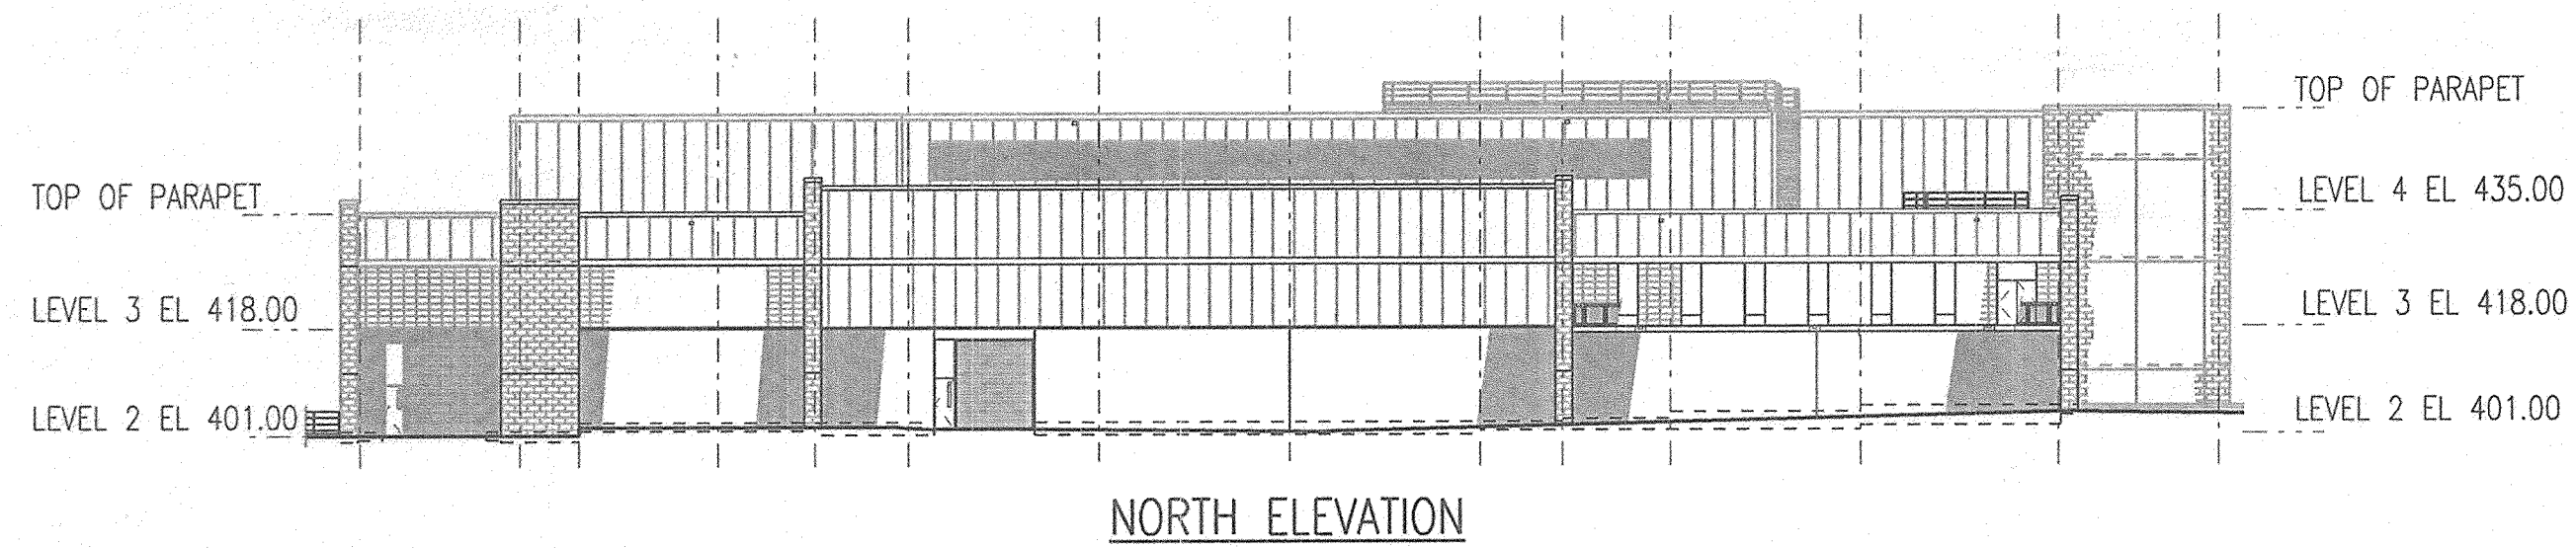 TOP OF PARAPET
LEVEL 3 EL 418.00
LEVEL 2 EL 401.00
TOP OF PARAPET
LEVEL 4 EL 435.00
LEVEL 3 EL 418.00
LEVEL 2 EL 401.00
NORTH ELEVATION